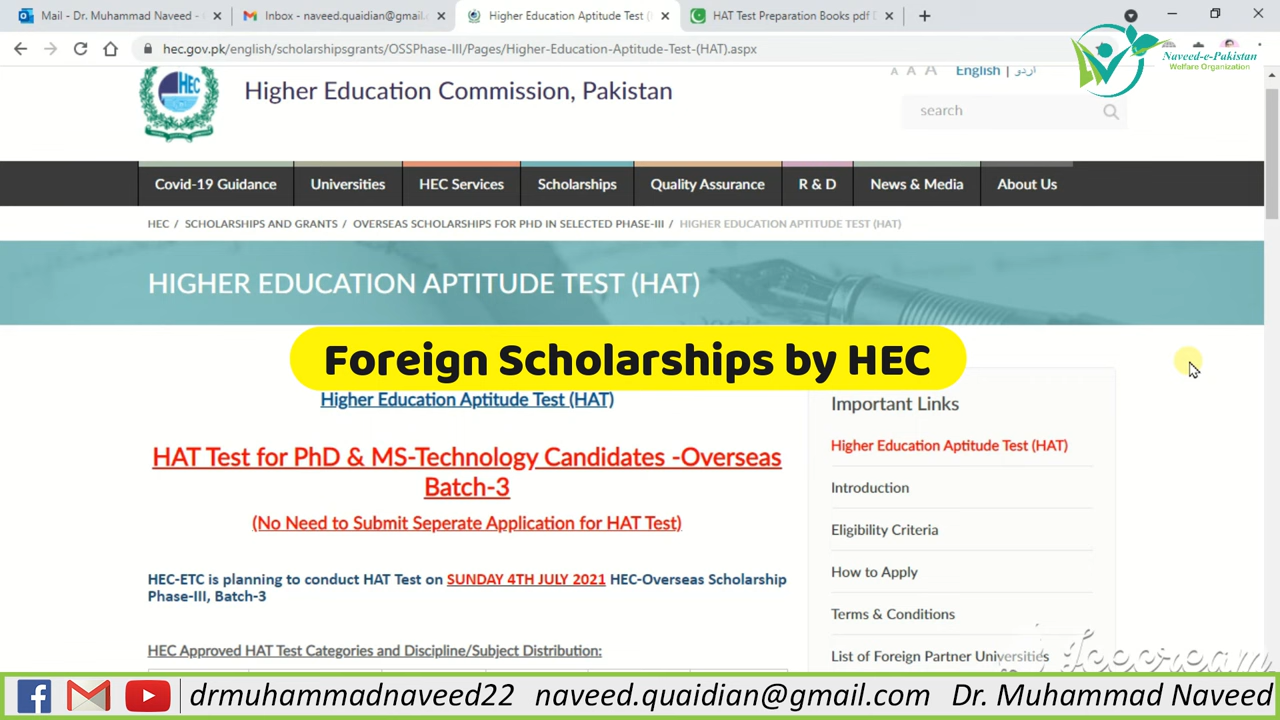 Mail - Dr. Muhammad Naveed -
Inbox - naveed.quaidian@gmail.
Higher Education Aptitude Test (
HAT Test Preparation Books pdf
hec.gov.pk/english/scholarshipsgrants/OSSPhase-III/Pages/Higher-Education-Aptitude-Test-(HAT).aspx
Naveed-e-Pakistan
Welfare Organization
HEC
Higher Education Commission, Pakistan
A A A
English | اردو
search
Covid-19 Guidance
Universities
HEC Services
Scholarships
Quality Assurance
R & D
News & Media
About Us
HEC / SCHOLARSHIPS AND GRANTS / OVERSEAS SCHOLARSHIPS FOR PHD IN SELECTED PHASE-III / HIGHER EDUCATION APTITUDE TEST (HAT)
HIGHER EDUCATION APTITUDE TEST (HAT)
Foreign Scholarships by HEC
Higher Education Aptitude Test (HAT)
HAT Test for PhD & MS-Technology Candidates -Overseas
Batch-3
(No Need to Submit Seperate Application for HAT Test)
HEC-ETC is planning to conduct HAT Test on SUNDAY 4TH JULY 2021 HEC-Overseas Scholarship
Phase-III, Batch-3
HEC Approved HAT Test Categories and Discipline/Subject Distribution:
Important Links
Higher Education Aptitude Test (HAT)
Introduction
Eligibility Criteria
How to Apply
Terms & Conditions
List of Foreign Partner Universities
Icecream
drmuhammadnaveed22 naveed.quaidian@gmail.com Dr. Muhammad Naveed